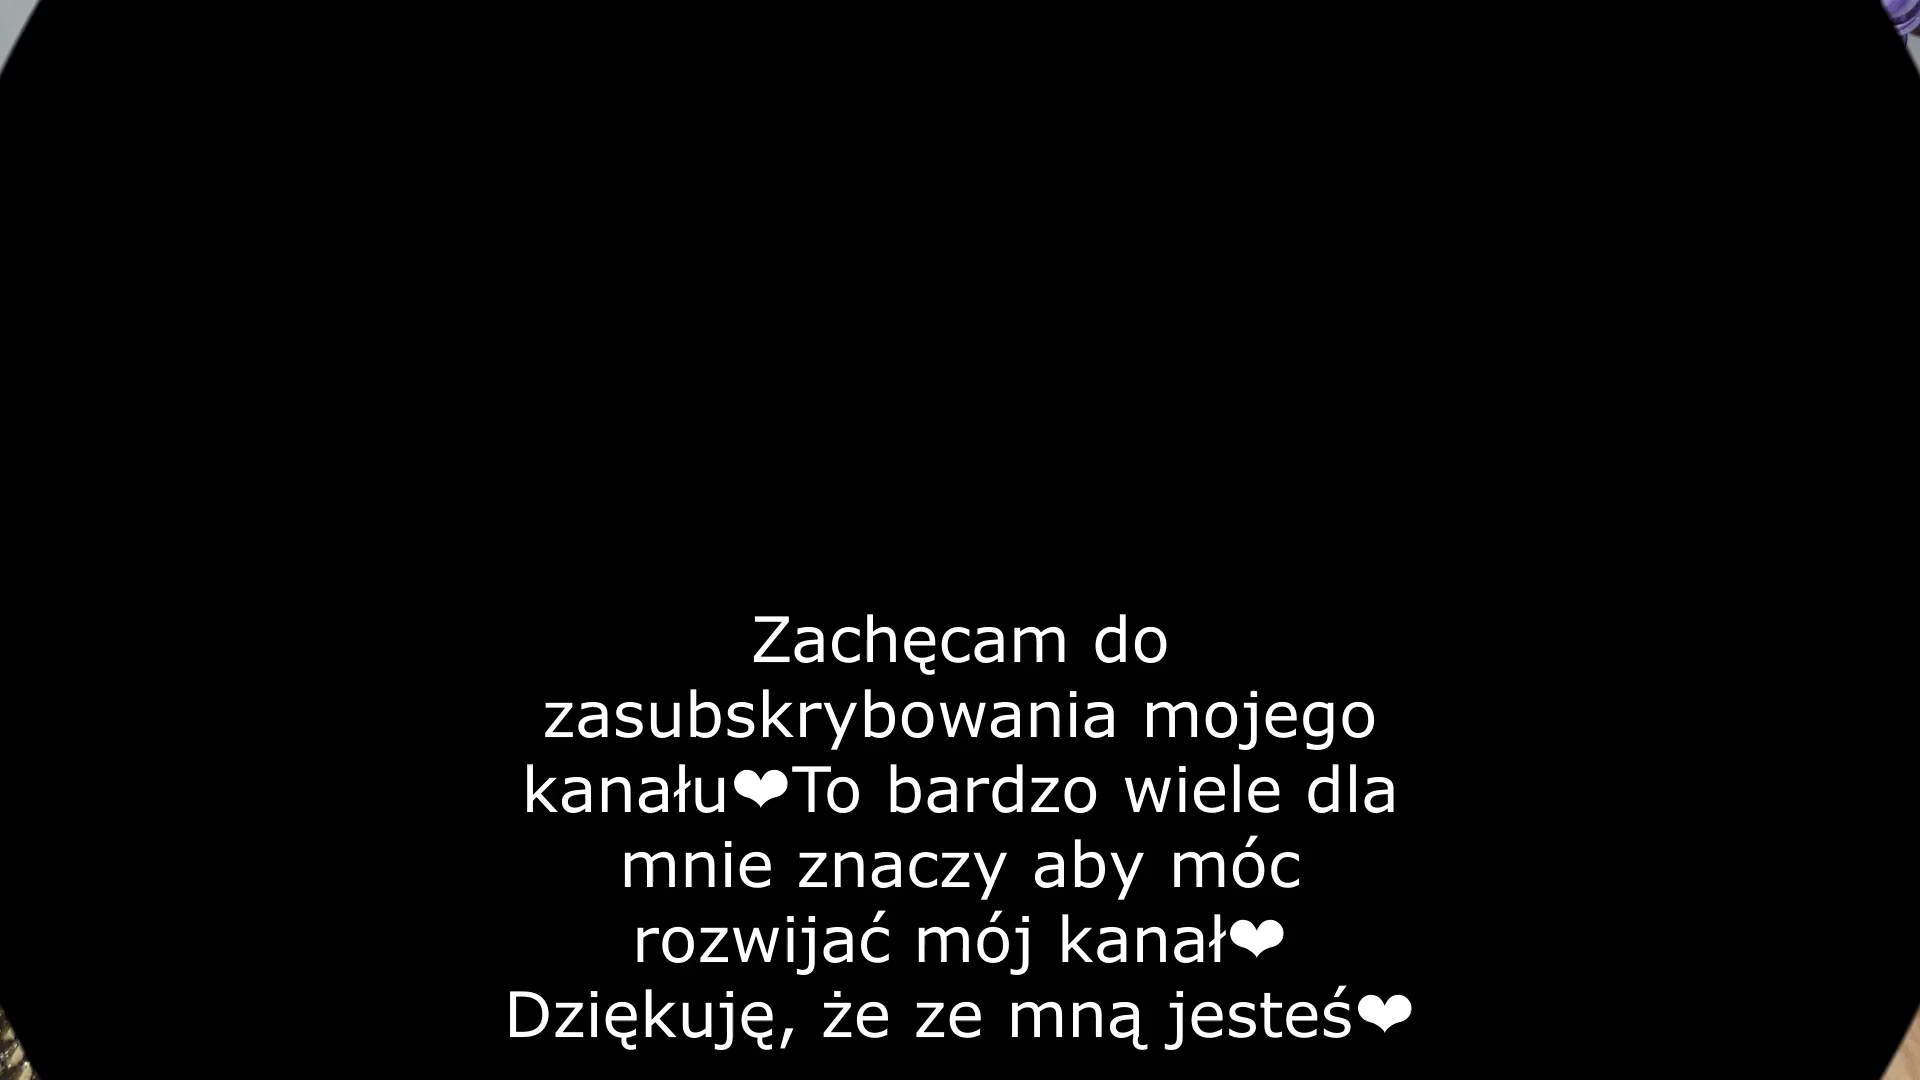 Zachęcam do
zasubskrybowania mojego
kanału❤To bardzo wiele dla
mnie znaczy aby móc
rozwijać mój kanał❤
Dziękuję, że ze mną jesteś❤